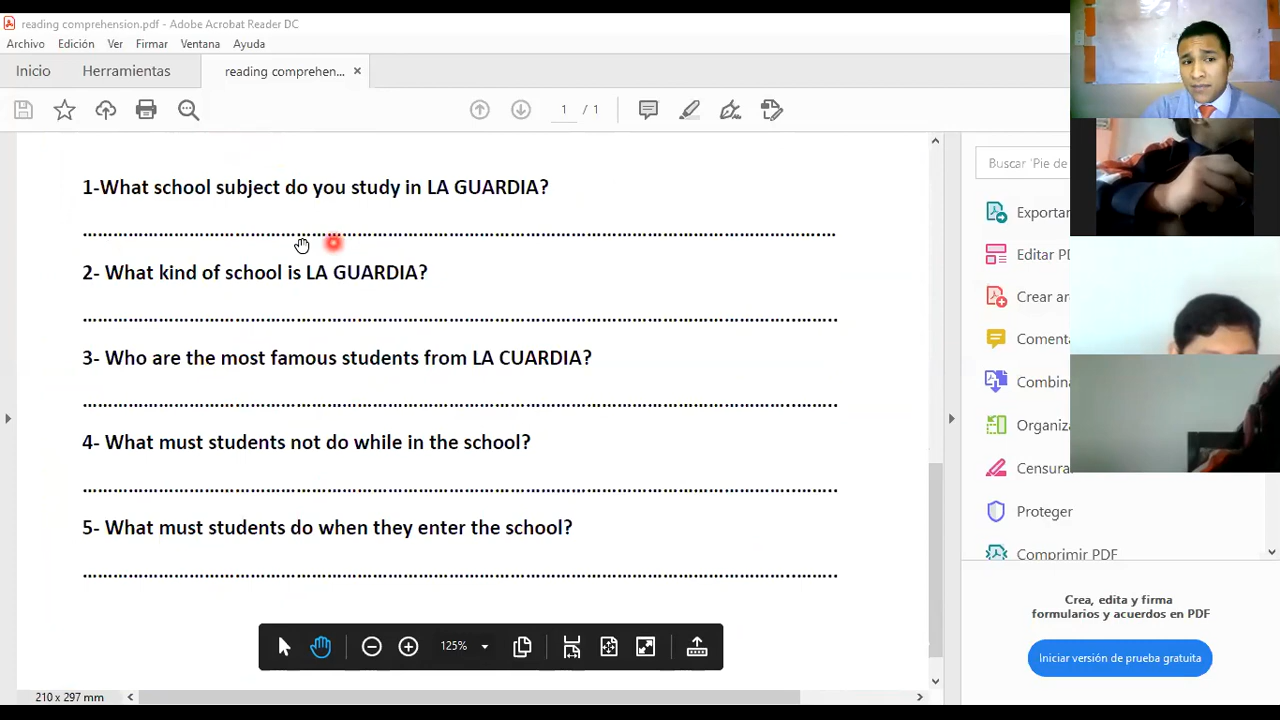 reading comprehension.pdf - Adobe Acrobat Reader DC
Archivo Edición Ver Firmar Ventana Ayuda
Inicio Herramientas reading comprehen... ×
1 / 1
1-What school subject do you study in LA GUARDIA?
2- What kind of school is LA GUARDIA?
3- Who are the most famous students from LA CUARDIA?
4- What must students not do while in the school?
5- What must students do when they enter the school?
125%
210 x 297 mm
Buscar 'Pie de
Exportar
Editar PD
Crear ar
Comenta
Combina
Organiza
Censura
Proteger
Comprimir PDF
Crea, edita y firma
formularios y acuerdos en PDF
Iniciar versión de prueba gratuita